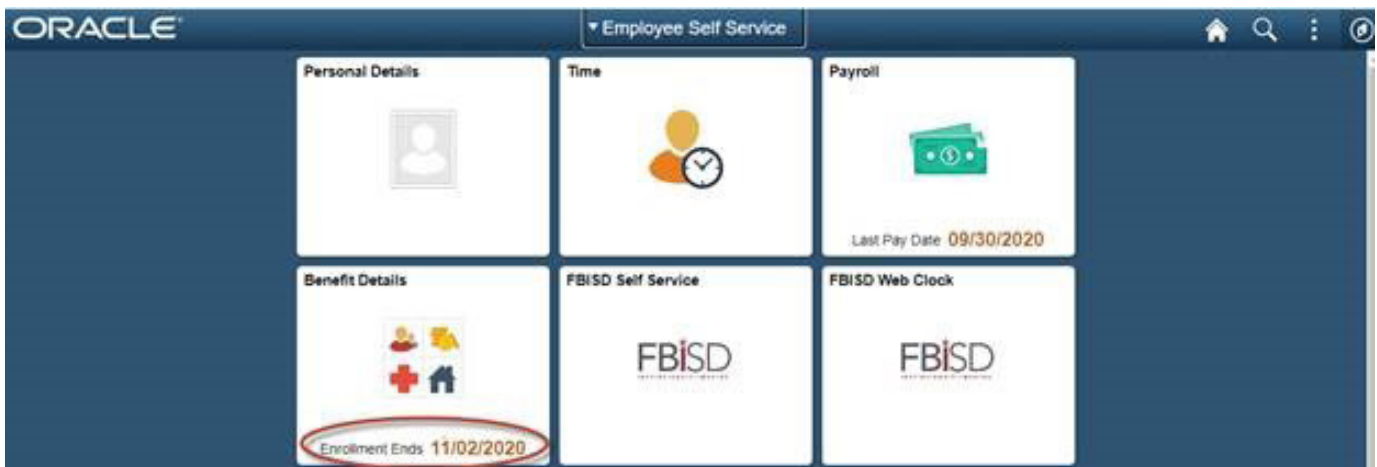 ORACLE
Employee Self Service
Personal Details
Time
Payroll
Last Pay Date 09/30/2020
Benefit Details
FBISD Self Service
FBISD Web Clock
FBiSD
FBiSD
Enrollment Ends 11/02/2020